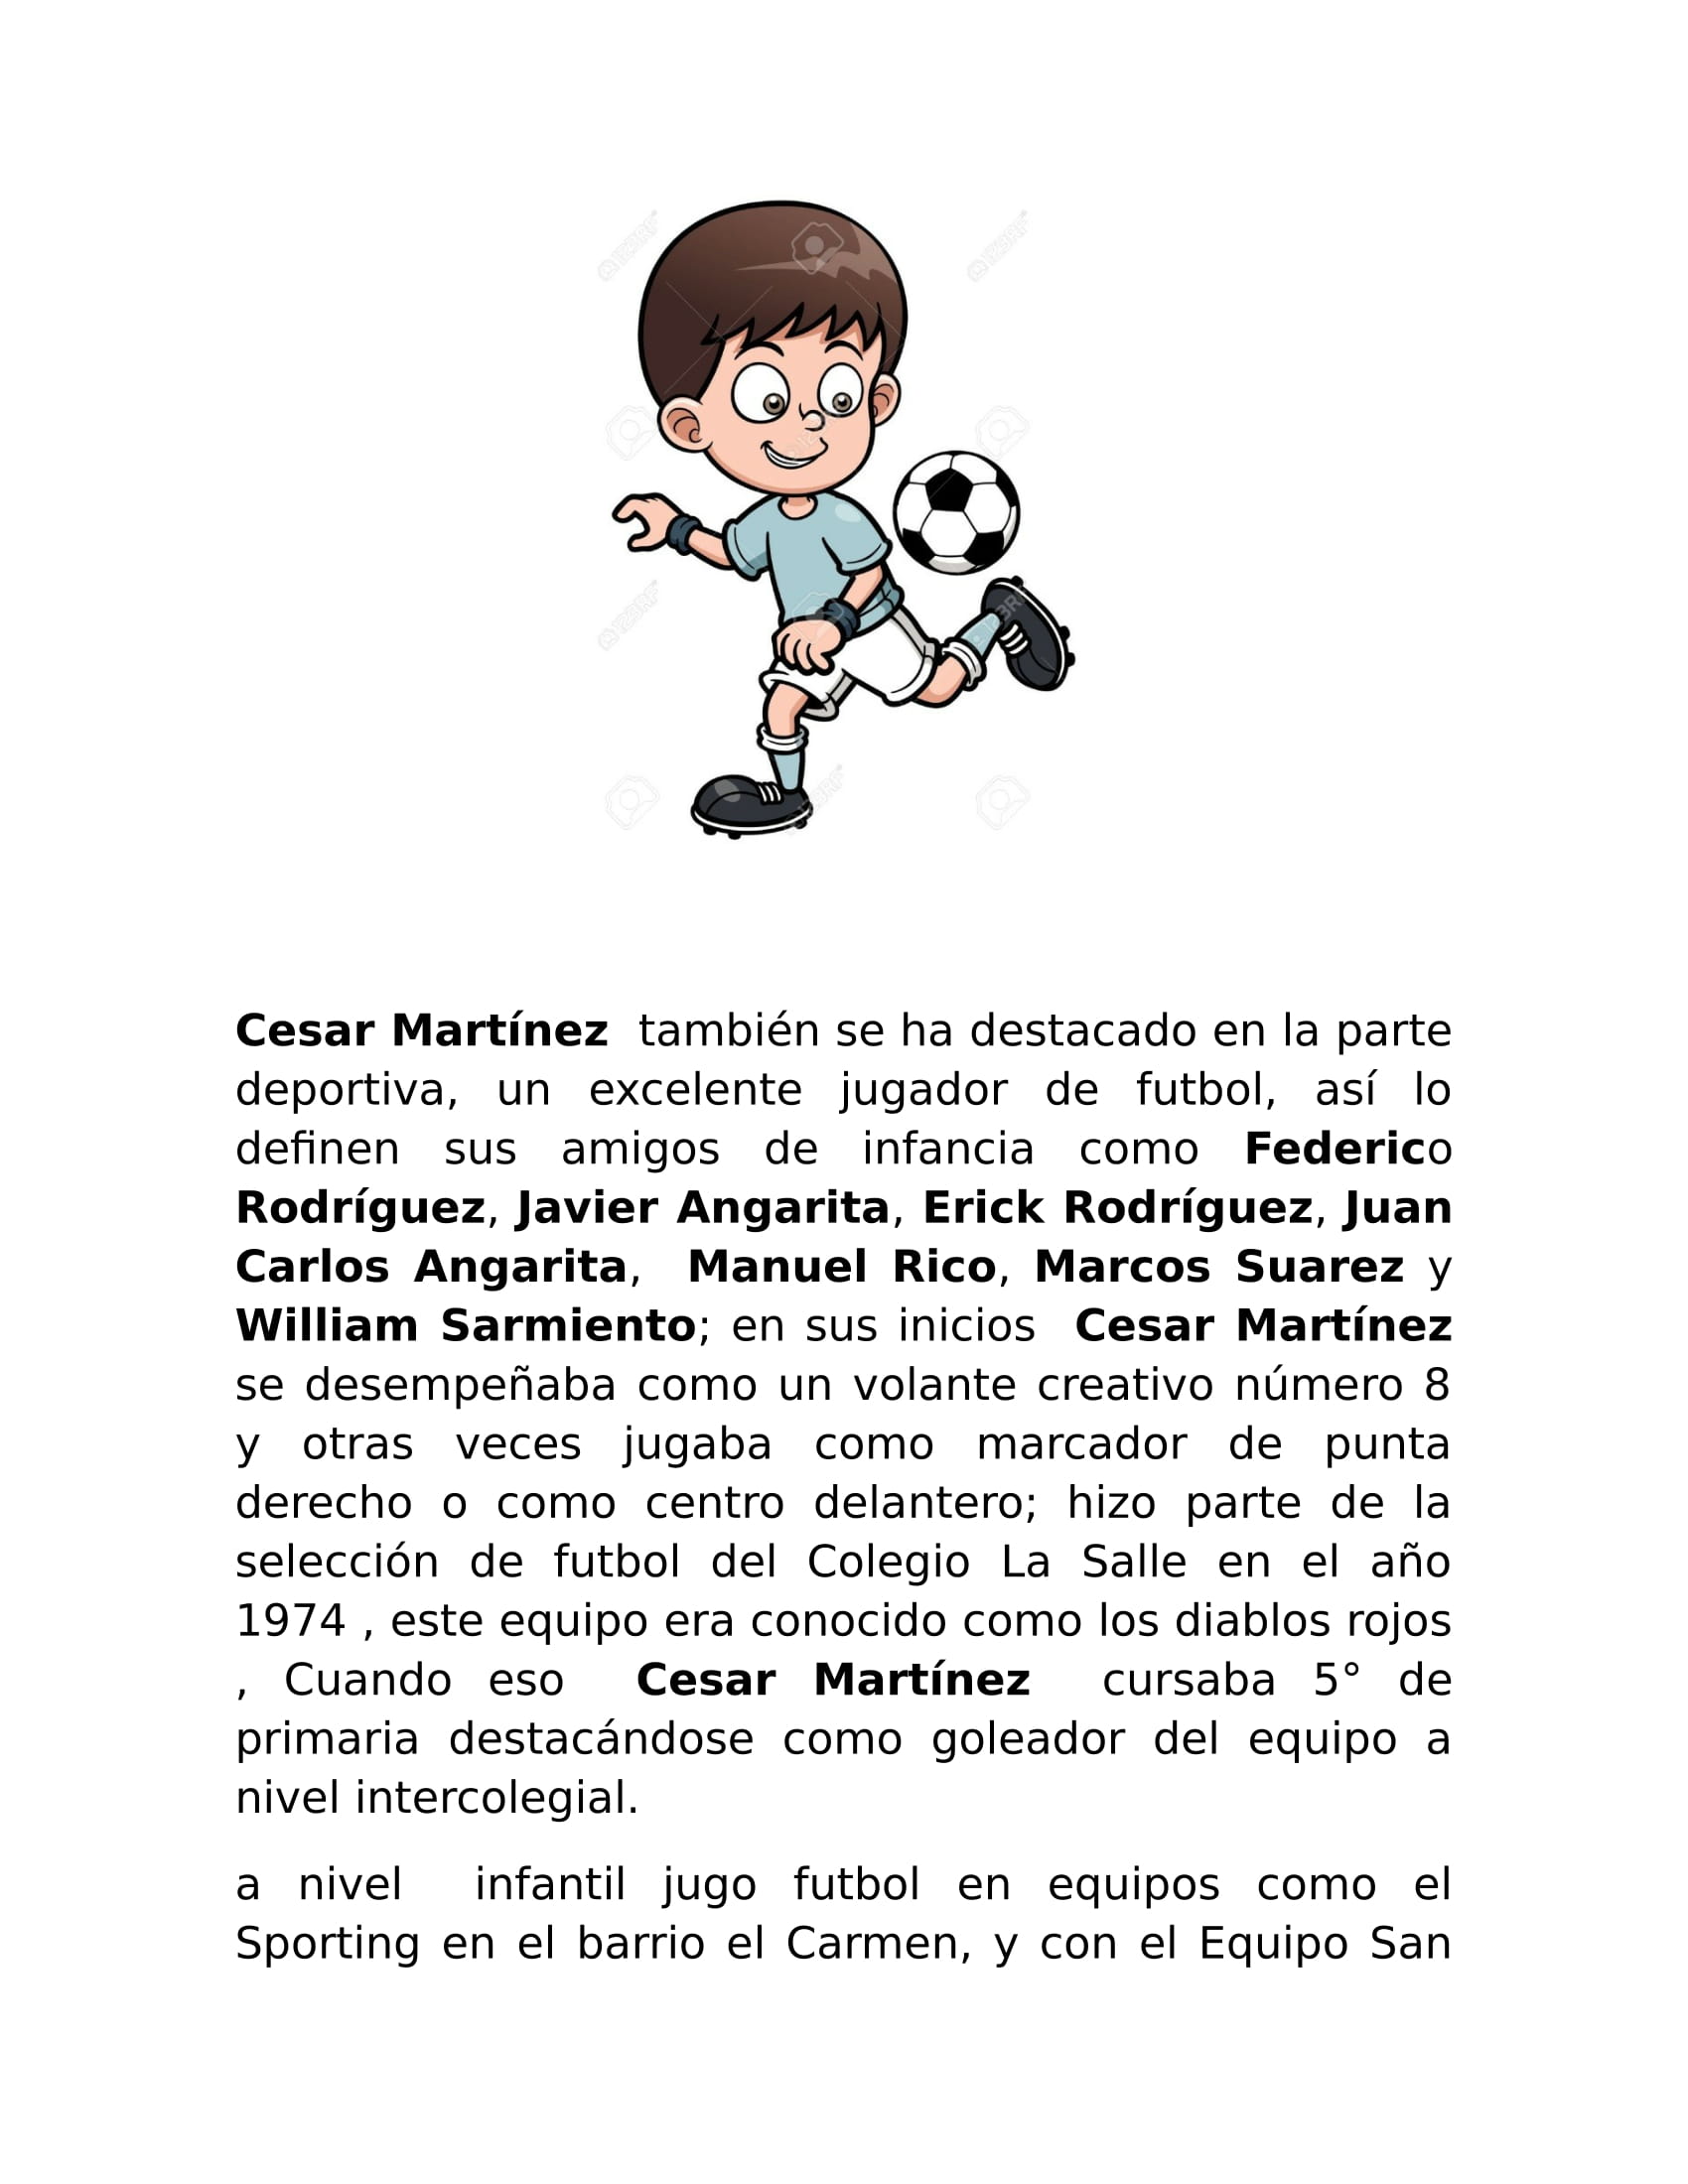 Cesar Martínez  también se ha destacado en la parte
deportiva, un excelente jugador de futbol, así lo
definen sus amigos de infancia como Federico
Rodríguez, Javier Angarita, Erick Rodríguez, Juan
Carlos Angarita,  Manuel Rico, Marcos Suarez y
William Sarmiento; en sus inicios  Cesar Martínez
se desempeñaba como un volante creativo número 8
y otras veces jugaba como marcador de punta
derecho o como centro delantero; hizo parte de la
selección de futbol del Colegio La Salle en el año
1974 , este equipo era conocido como los diablos rojos
, Cuando eso  Cesar Martínez  cursaba 5° de
primaria destacándose como goleador del equipo a
nivel intercolegial.
a nivel  infantil jugo futbol en equipos como el
Sporting en el barrio el Carmen, y con el Equipo San